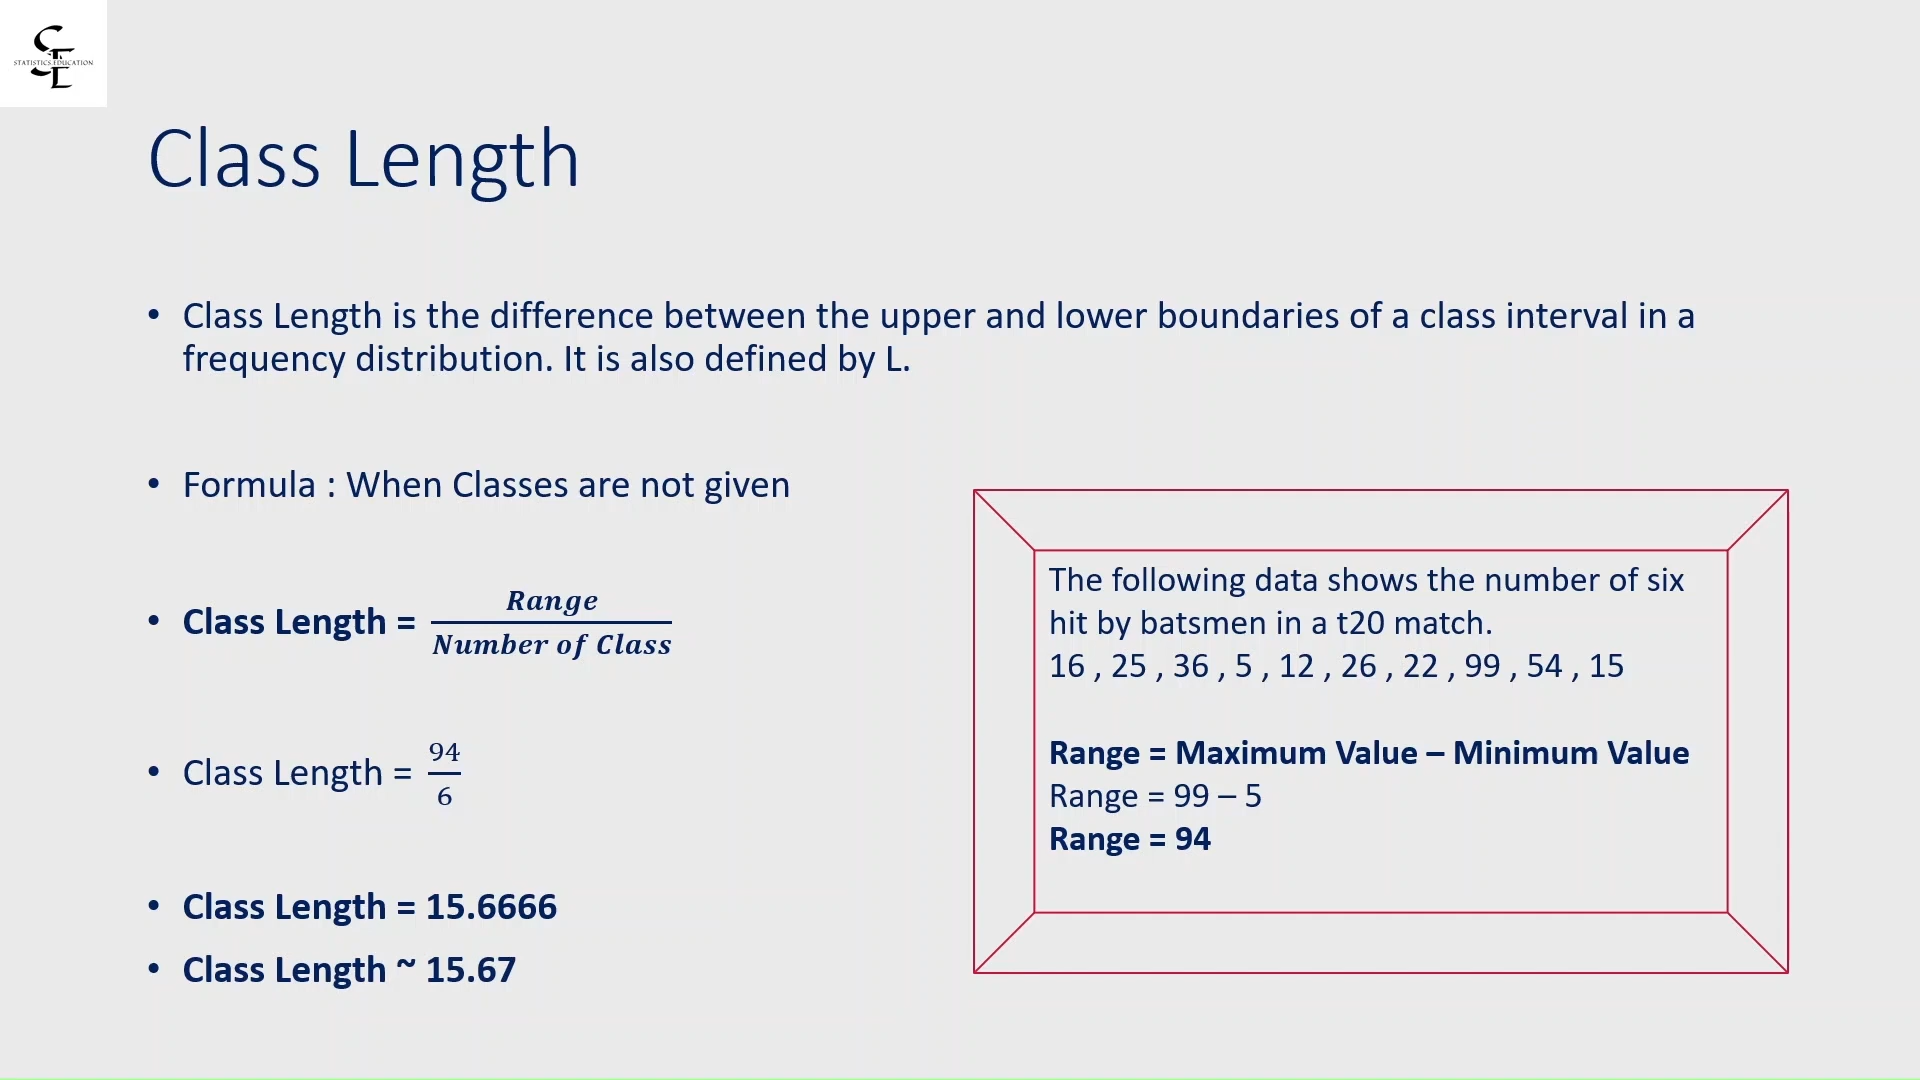 STATISTICS EDUCATION
Class Length
• Class Length is the difference between the upper and lower boundaries of a class interval in a
frequency distribution. It is also defined by L.
• Formula : When Classes are not given
• Class Length = Range / Number of Class
• Class Length = 94 / 6
• Class Length = 15.6666
• Class Length ~ 15.67
The following data shows the number of six
hit by batsmen in a t20 match.
16 , 25 , 36 , 5 , 12 , 26 , 22 , 99 , 54 , 15
Range = Maximum Value – Minimum Value
Range = 99 – 5
Range = 94